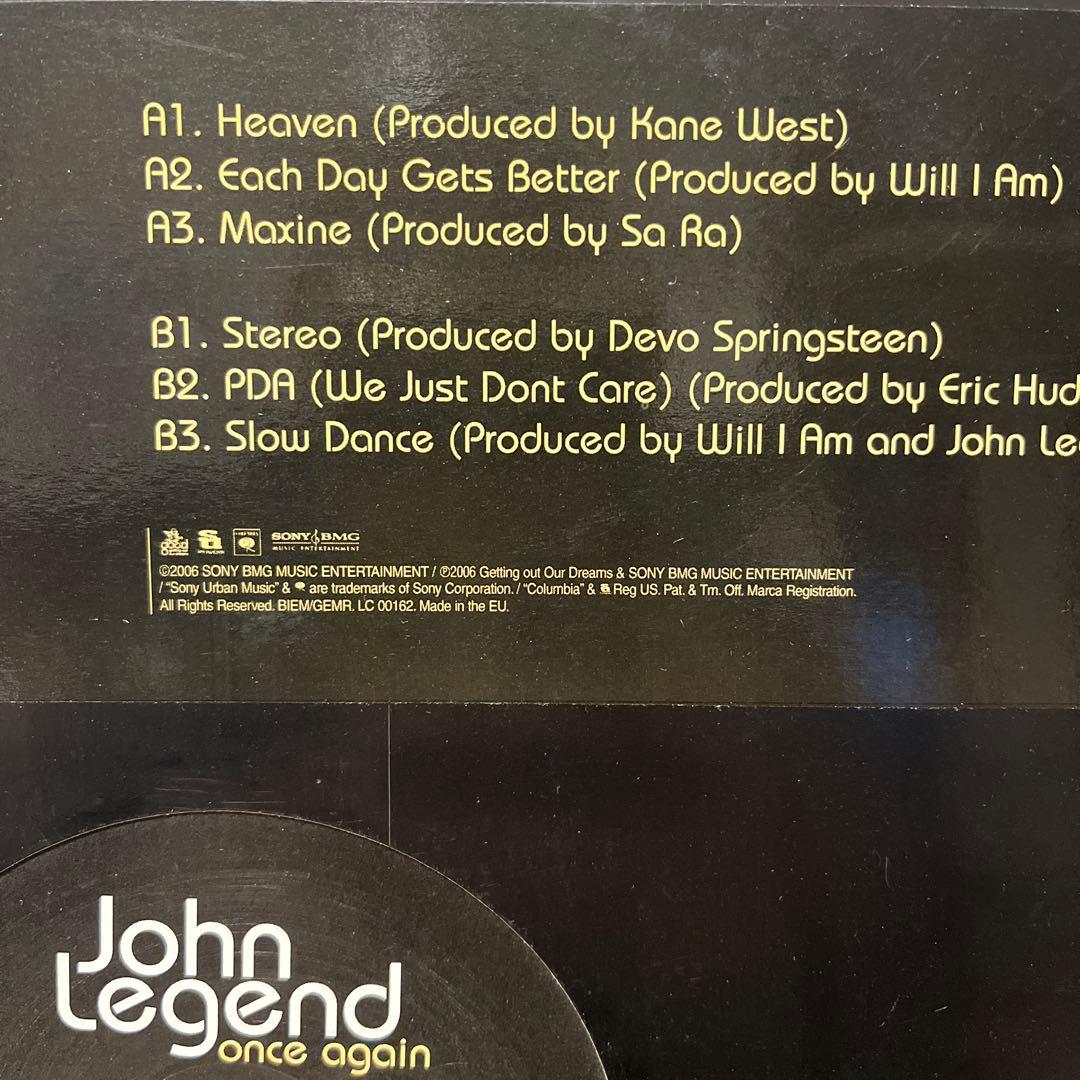 A1. Heaven (Produced by Kane West)
A2. Each Day Gets Better (Produced by Will I Am)
A3. Maxine (Produced by Sa Ra)
B1. Stereo (Produced by Devo Springsteen)
B2. PDA (We Just Dont Care) (Produced by Eric Hud
B3. Slow Dance (Produced by Will I Am and John Le
SONY BMG
MUSIC ENTERTAINMENT
©2006 SONY BMG MUSIC ENTERTAINMENT / ℗2006 Getting out Our Dreams & SONY BMG MUSIC ENTERTAINMENT
/ "Sony Urban Music" & are trademarks of Sony Corporation. / "Columbia" & Reg US. Pat. & Tm. Off. Marca Registration.
All Rights Reserved. BIEM/GEMR. LC 00162. Made in the EU.
John
Legend
once again